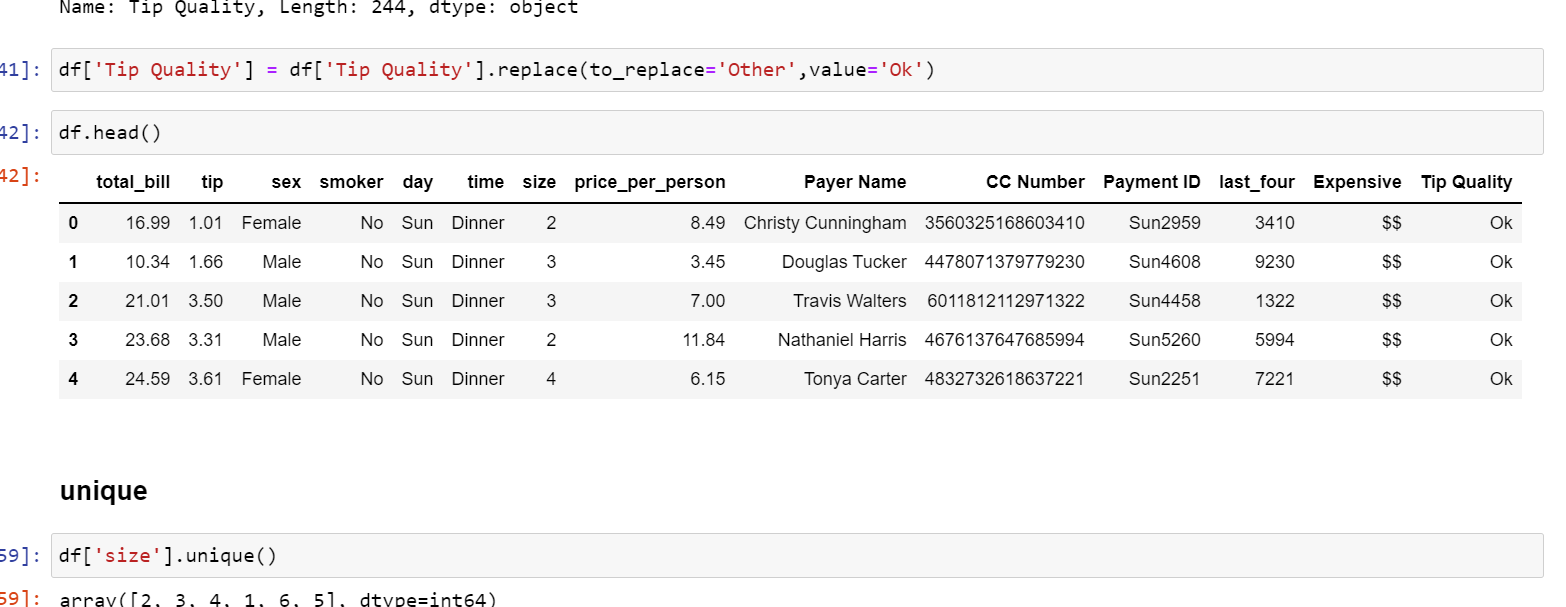 Name: Tip Quality, Length: 244, dtype: object
41]: df['Tip Quality'] = df['Tip Quality'].replace(to_replace='Other',value='Ok')
42]: df.head()
42]:
total_bill tip sex smoker day time size price_per_person Payer Name CC Number Payment ID last_four Expensive Tip Quality
0 16.99 1.01 Female No Sun Dinner 2 8.49 Christy Cunningham 3560325168603410 Sun2959 3410 $$ Ok
1 10.34 1.66 Male No Sun Dinner 3 3.45 Douglas Tucker 4478071379779230 Sun4608 9230 $$ Ok
2 21.01 3.50 Male No Sun Dinner 3 7.00 Travis Walters 6011812112971322 Sun4458 1322 $$ Ok
3 23.68 3.31 Male No Sun Dinner 2 11.84 Nathaniel Harris 4676137647685994 Sun5260 5994 $$ Ok
4 24.59 3.61 Female No Sun Dinner 4 6.15 Tonya Carter 4832732618637221 Sun2251 7221 $$ Ok
unique
59]: df['size'].unique()
59]: array([2, 3, 4, 1, 6, 5], dtype=int64)